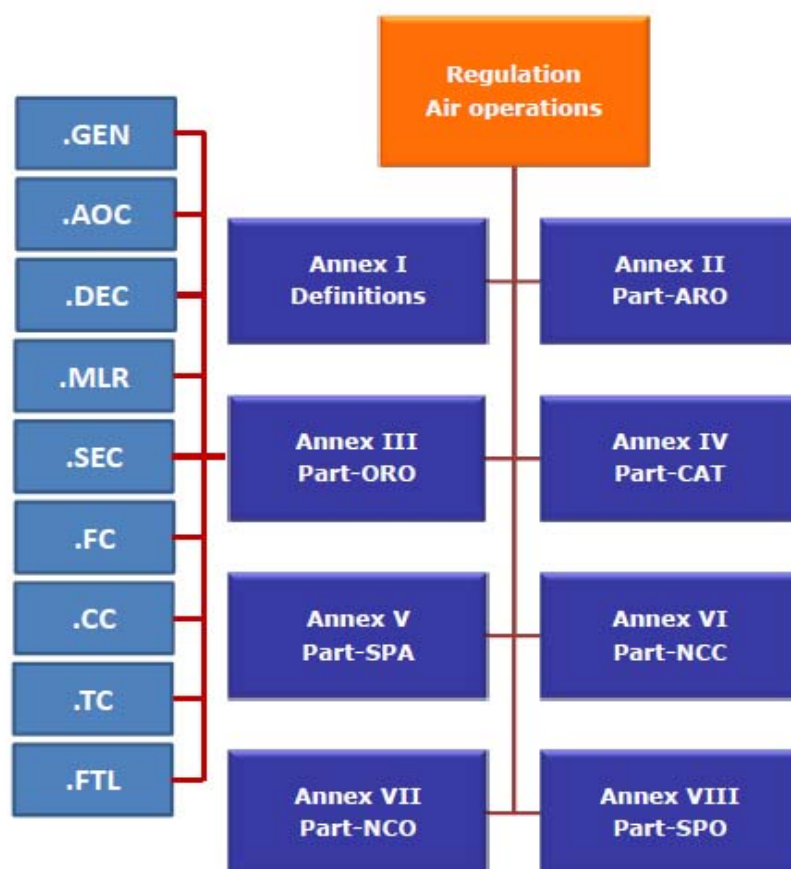 Regulation
Air operations
.GEN
.AOC
.DEC
.MLR
.SEC
.FC
.CC
.TC
.FTL
Annex I
Definitions
Annex II
Part-ARO
Annex III
Part-ORO
Annex IV
Part-CAT
Annex V
Part-SPA
Annex VI
Part-NCC
Annex VII
Part-NCO
Annex VIII
Part-SPO